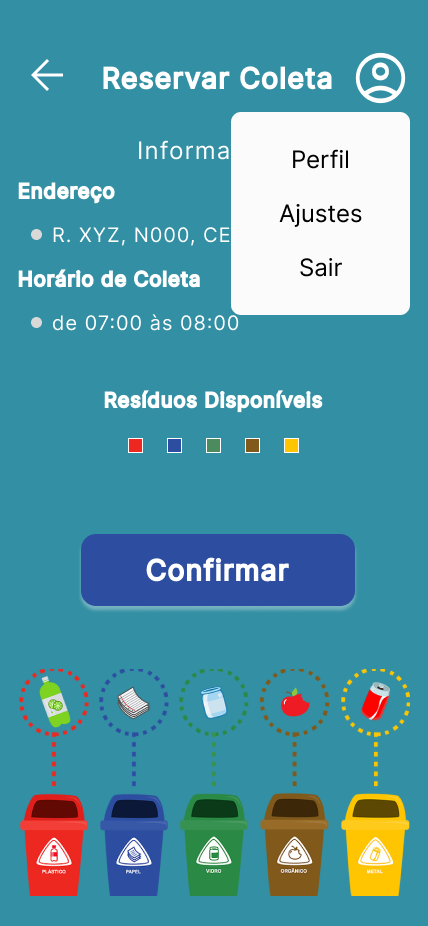 Reservar Coleta
Perfil
Ajustes
Sair
Informa
Endereço
R. XYZ, N000, CE
Horário de Coleta
de 07:00 às 08:00
Resíduos Disponíveis
Confirmar
PLÁSTICO
PAPEL
VIDRO
ORGÂNICO
METAL